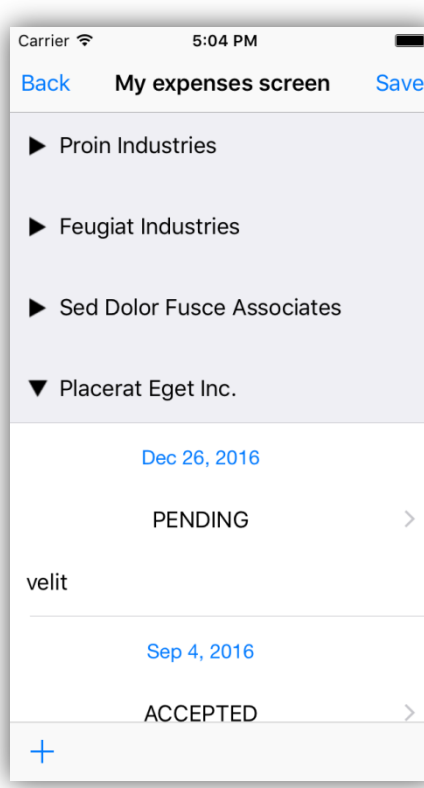 Carrier 5:04 PM
Back My expenses screen Save
Proin Industries
Feugiat Industries
Sed Dolor Fusce Associates
Placerat Eget Inc.
Dec 26, 2016
PENDING
velit
Sep 4, 2016
ACCEPTED